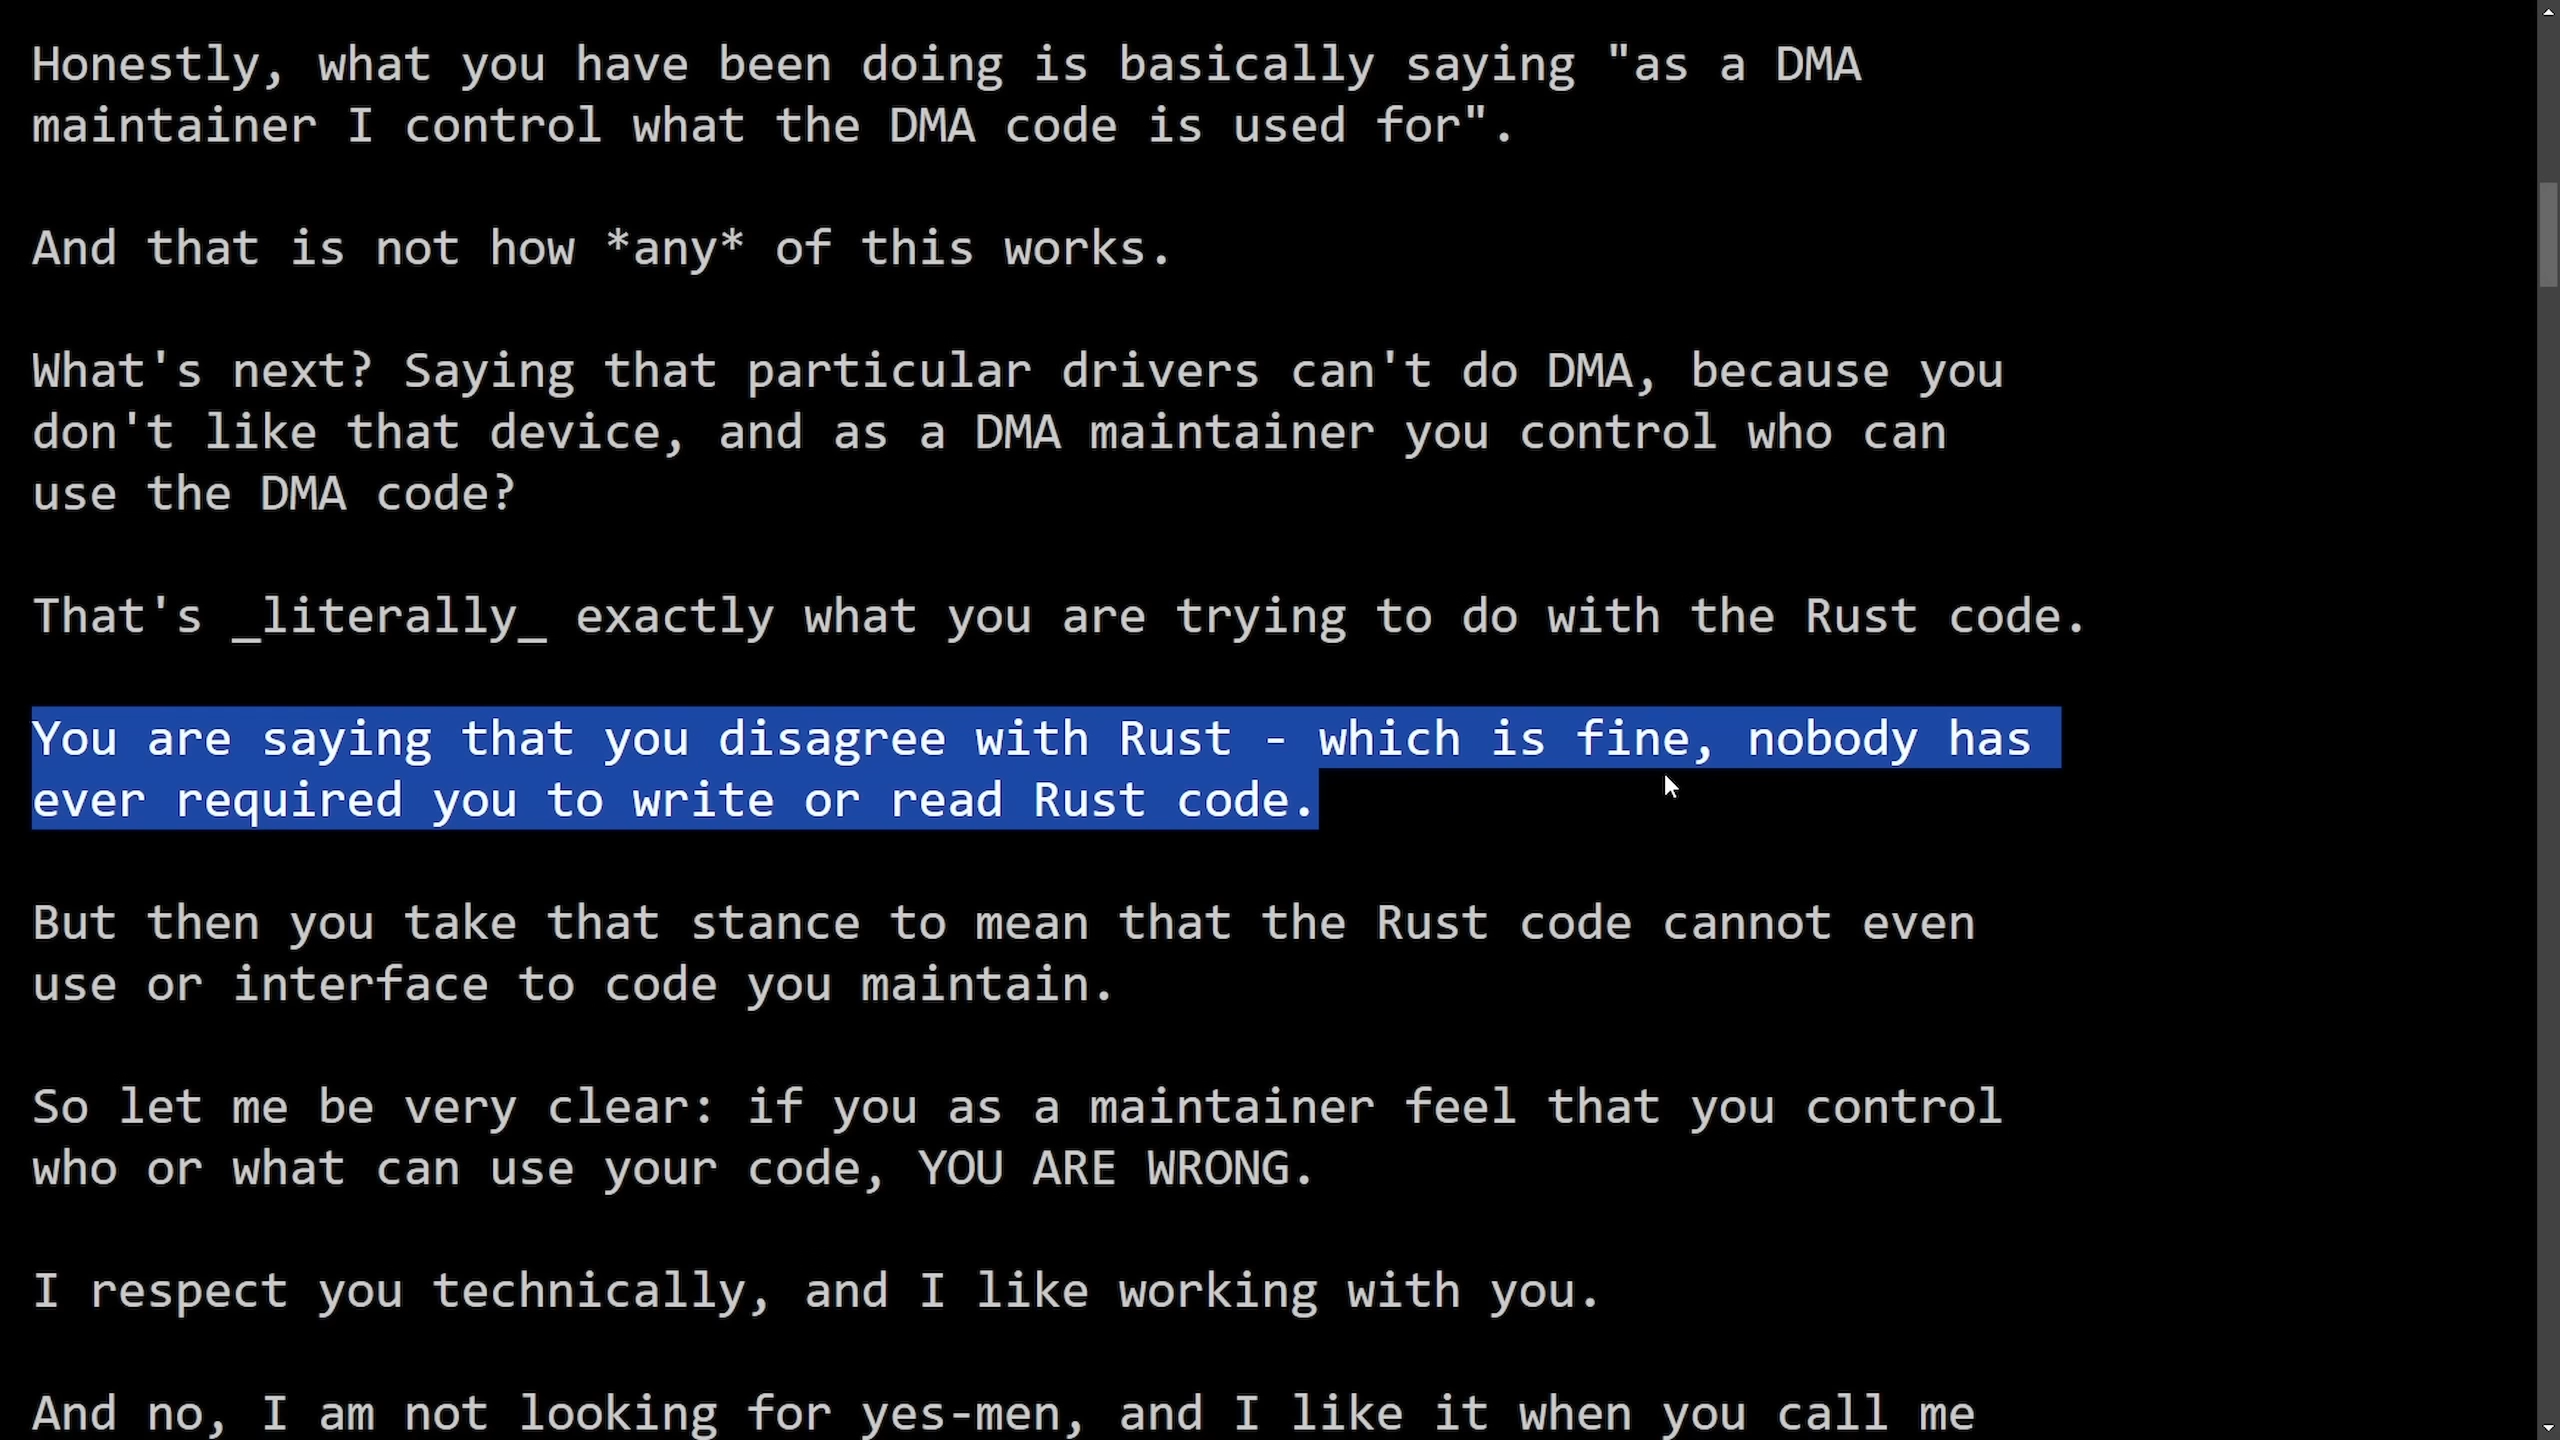 Honestly, what you have been doing is basically saying "as a DMA
maintainer I control what the DMA code is used for".
And that is not how *any* of this works.
What's next? Saying that particular drivers can't do DMA, because you
don't like that device, and as a DMA maintainer you control who can
use the DMA code?
That's _literally_ exactly what you are trying to do with the Rust code.
You are saying that you disagree with Rust - which is fine, nobody has
ever required you to write or read Rust code.
But then you take that stance to mean that the Rust code cannot even
use or interface to code you maintain.
So let me be very clear: if you as a maintainer feel that you control
who or what can use your code, YOU ARE WRONG.
I respect you technically, and I like working with you.
And no, I am not looking for yes-men, and I like it when you call me